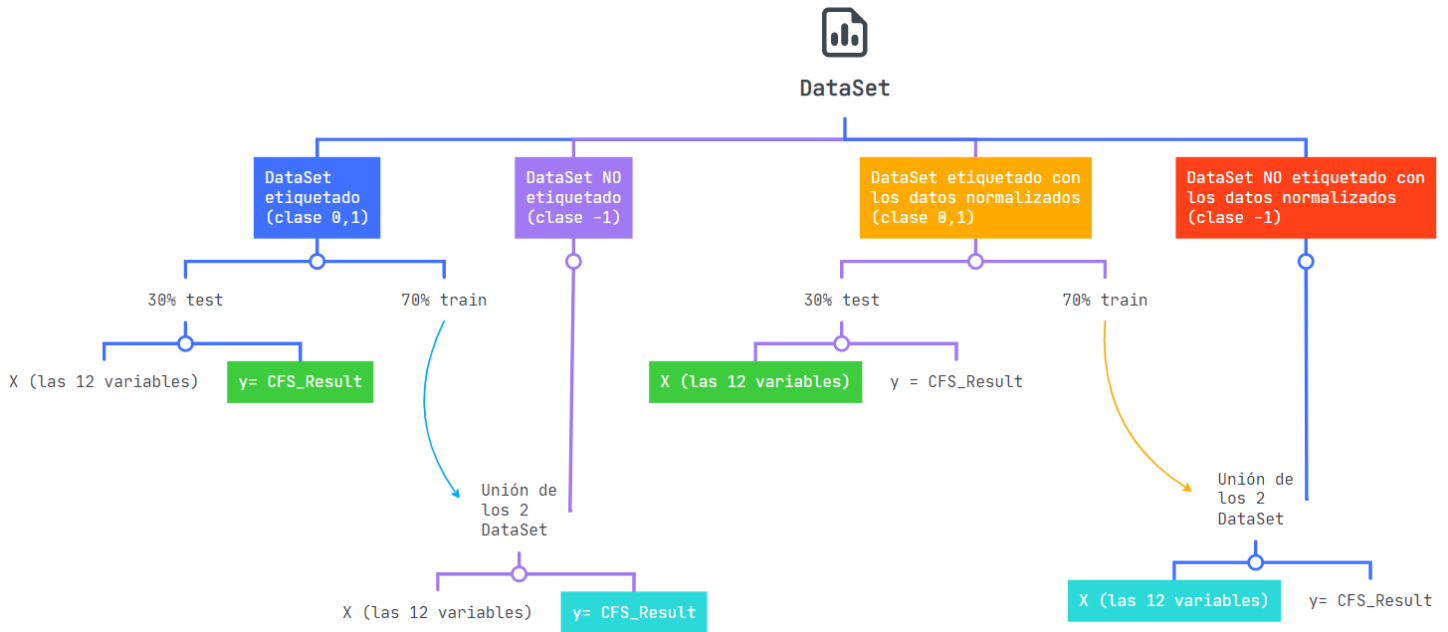 DataSet
DataSet
etiquetado
(clase 0,1)
DataSet NO
etiquetado
(clase -1)
DataSet etiquetado con
los datos normalizados
(clase 0,1)
DataSet NO etiquetado con
los datos normalizados
(clase -1)
30% test
70% train
30% test
70% train
X (las 12 variables)
y= CFS_Result
X (las 12 variables)
y = CFS_Result
Unión de
los 2
DataSet
Unión de
los 2
DataSet
X (las 12 variables)
y= CFS_Result
X (las 12 variables)
y= CFS_Result